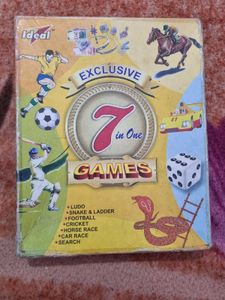 Ideal
EXCLUSIVE
7
in One
GAMES
• LUDO
• SNAKE & LADDER
• FOOTBALL
• CRICKET
• HORSE RACE
• CAR RACE
• SEARCH